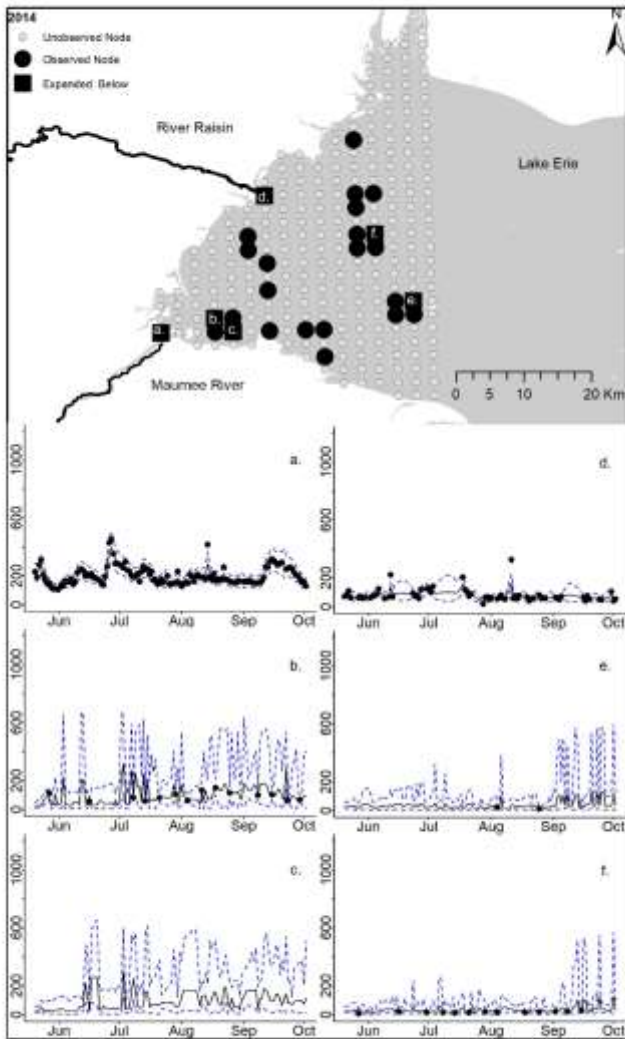 2014
N
Unobserved Node
Observed Node
Expanded Below
River Raisin
Lake Erie
d.
f.
e.
b.
a.
c.
Maumee River
0 5 10 20 Km
a.
1000
600
200
0
Jun Jul Aug Sep Oct
d.
1000
600
200
0
Jun Jul Aug Sep Oct
b.
1000
600
200
0
Jun Jul Aug Sep Oct
e.
1000
600
200
0
Jun Jul Aug Sep Oct
c.
1000
600
200
0
Jun Jul Aug Sep Oct
f.
1000
600
200
0
Jun Jul Aug Sep Oct